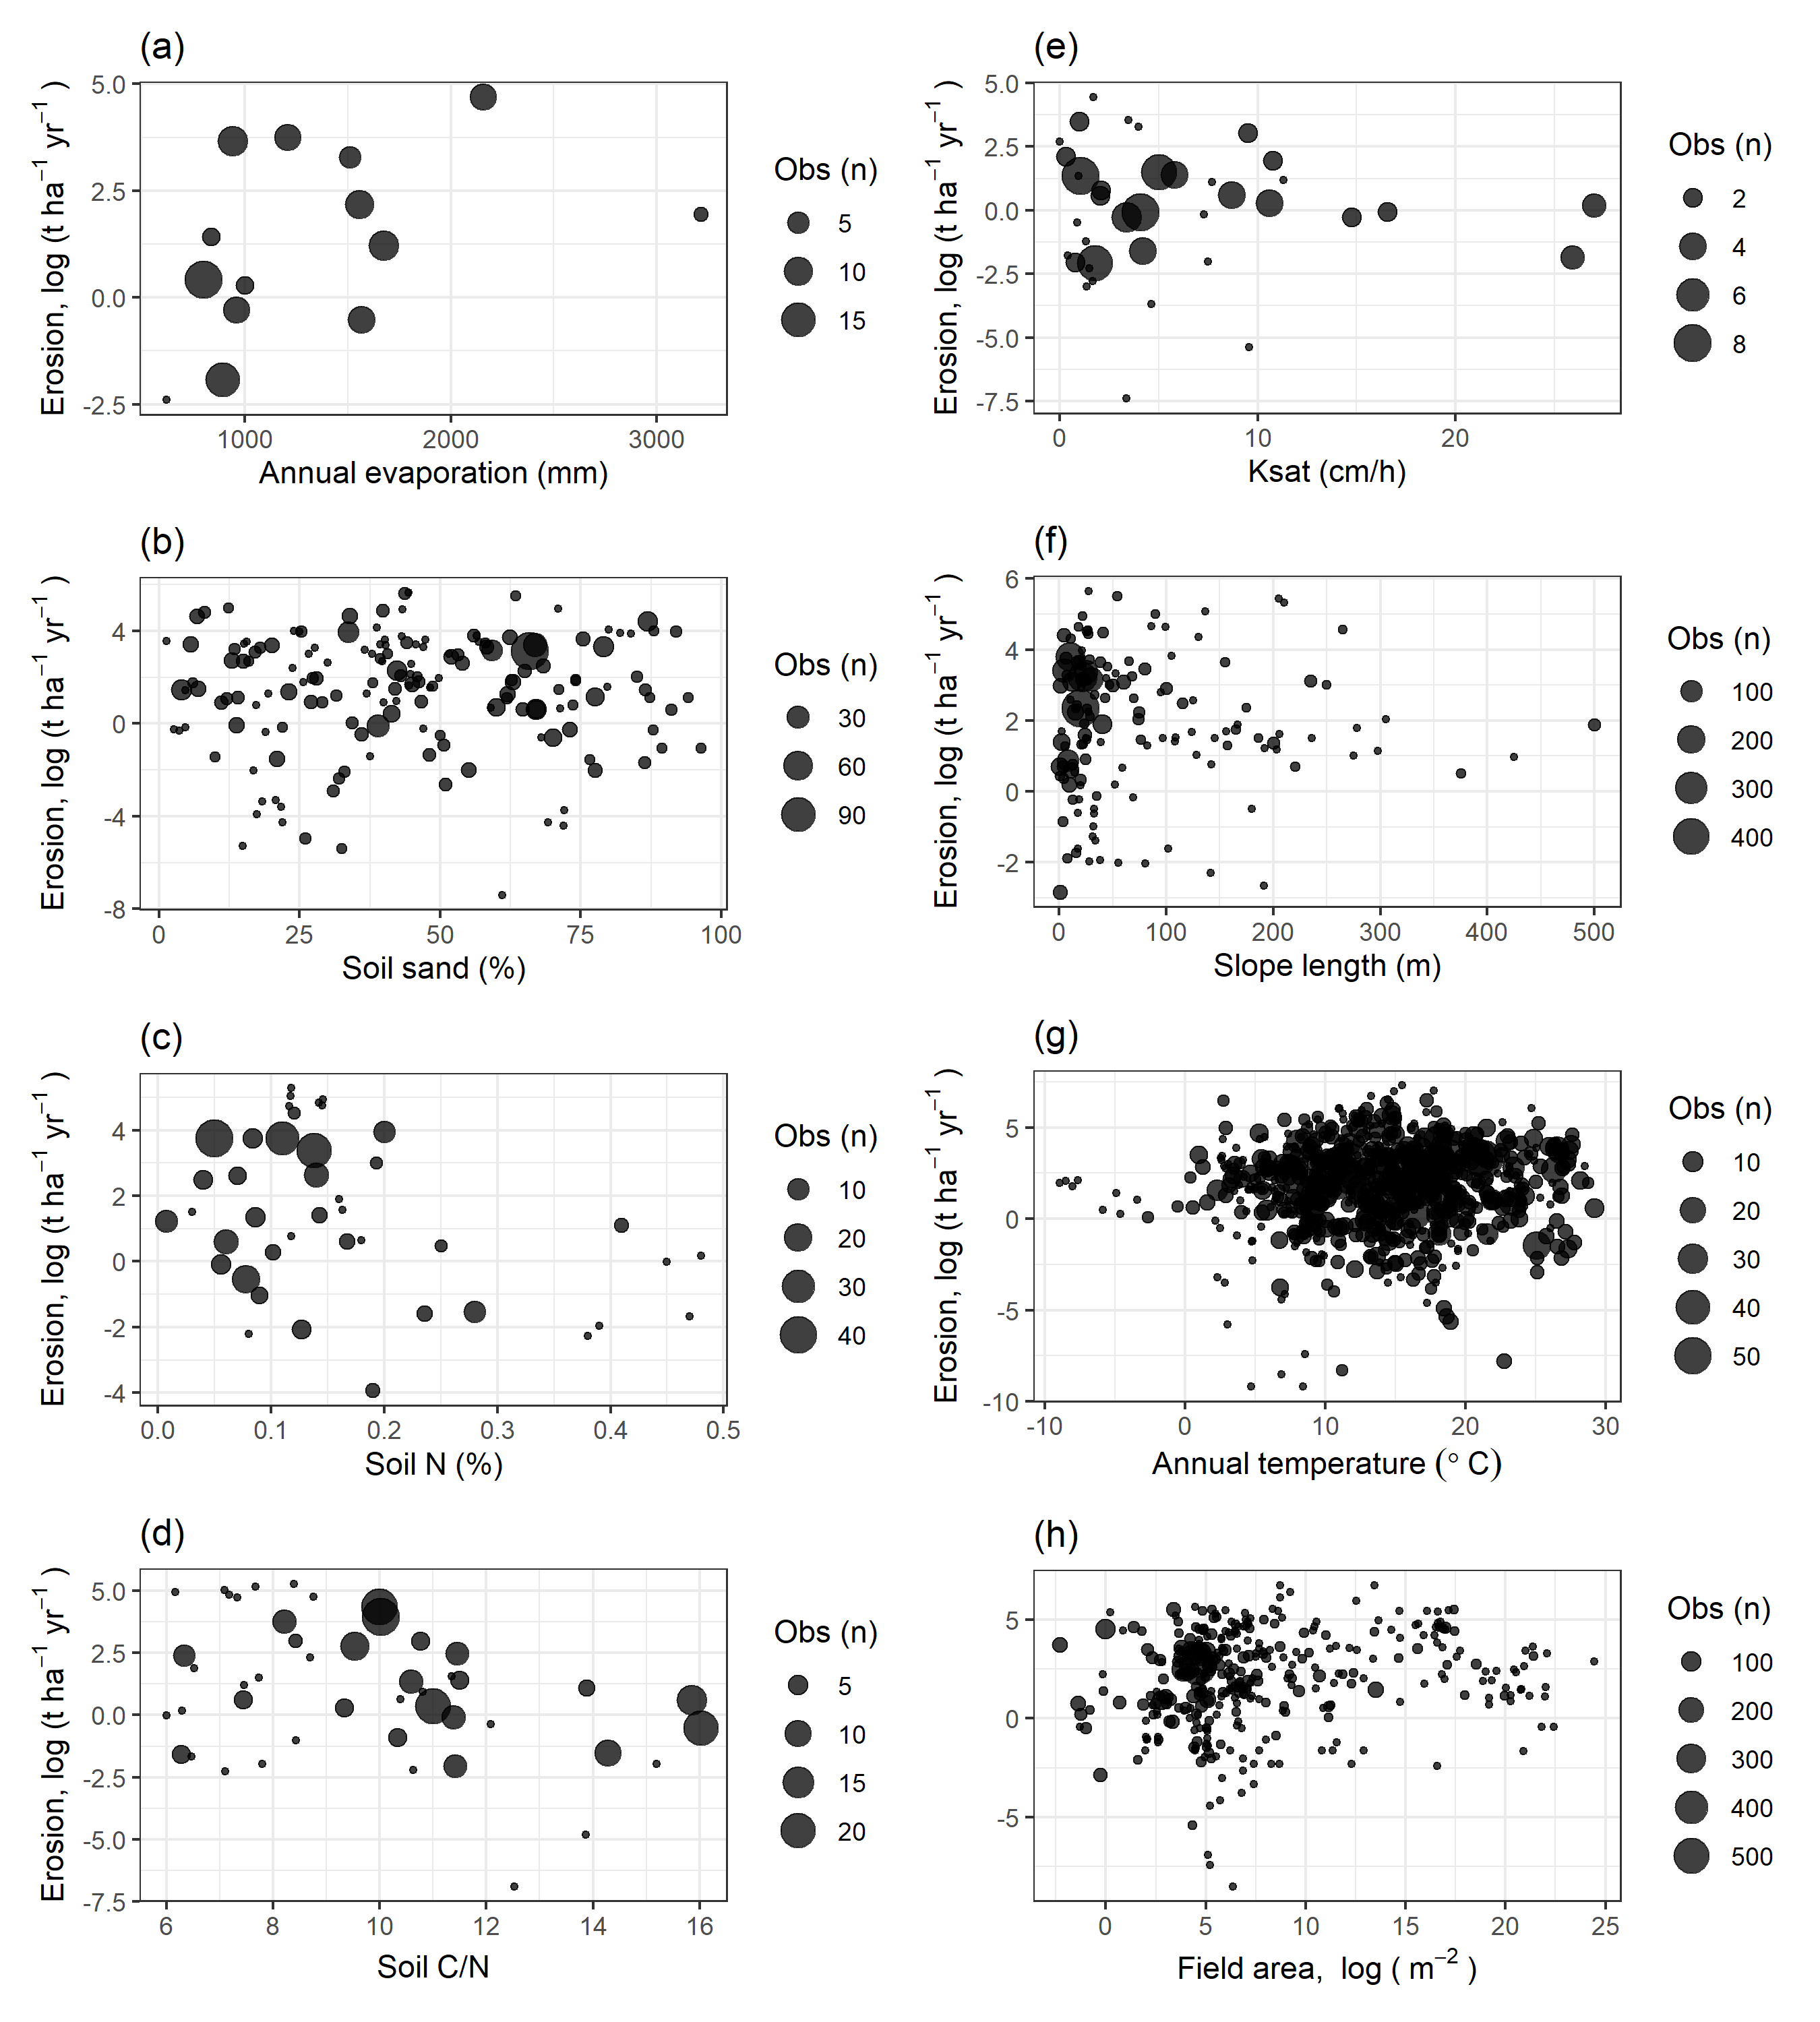 (a)
Erosion, log (t ha⁻¹ yr⁻¹ )
5.0
2.5
0.0
-2.5
1000 2000 3000
Annual evaporation (mm)
Obs (n)
5
10
15
(e)
Erosion, log (t ha⁻¹ yr⁻¹ )
5.0
2.5
0.0
-2.5
-5.0
-7.5
0 10 20
Ksat (cm/h)
Obs (n)
2
4
6
8
(b)
Erosion, log (t ha⁻¹ yr⁻¹ )
4
0
-4
-8
0 25 50 75 100
Soil sand (%)
Obs (n)
30
60
90
(f)
Erosion, log (t ha⁻¹ yr⁻¹ )
6
4
2
0
-2
0 100 200 300 400 500
Slope length (m)
Obs (n)
100
200
300
400
(c)
Erosion, log (t ha⁻¹ yr⁻¹ )
4
2
0
-2
-4
0.0 0.1 0.2 0.3 0.4 0.5
Soil N (%)
Obs (n)
10
20
30
40
(g)
Erosion, log (t ha⁻¹ yr⁻¹ )
5
0
-5
-10
-10 0 10 20 30
Annual temperature (° C)
Obs (n)
10
20
30
40
50
(d)
Erosion, log (t ha⁻¹ yr⁻¹ )
5.0
2.5
0.0
-2.5
-5.0
-7.5
6 8 10 12 14 16
Soil C/N
Obs (n)
5
10
15
20
(h)
Erosion, log (t ha⁻¹ yr⁻¹ )
5
0
-5
0 5 10 15 20 25
Field area, log ( m⁻² )
Obs (n)
100
200
300
400
500